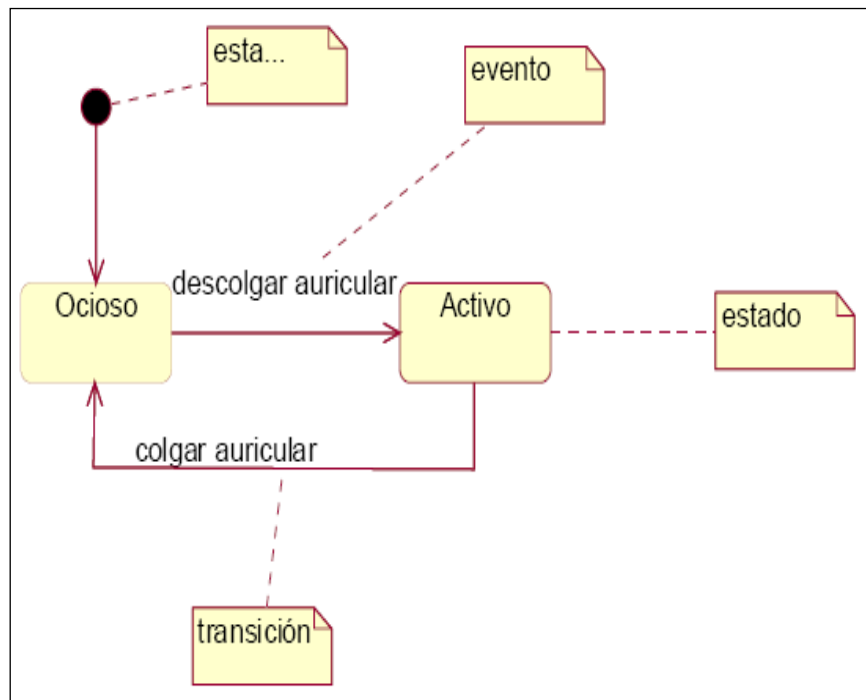 esta...
evento
descolgar auricular
Ocioso
Activo
estado
colgar auricular
transición